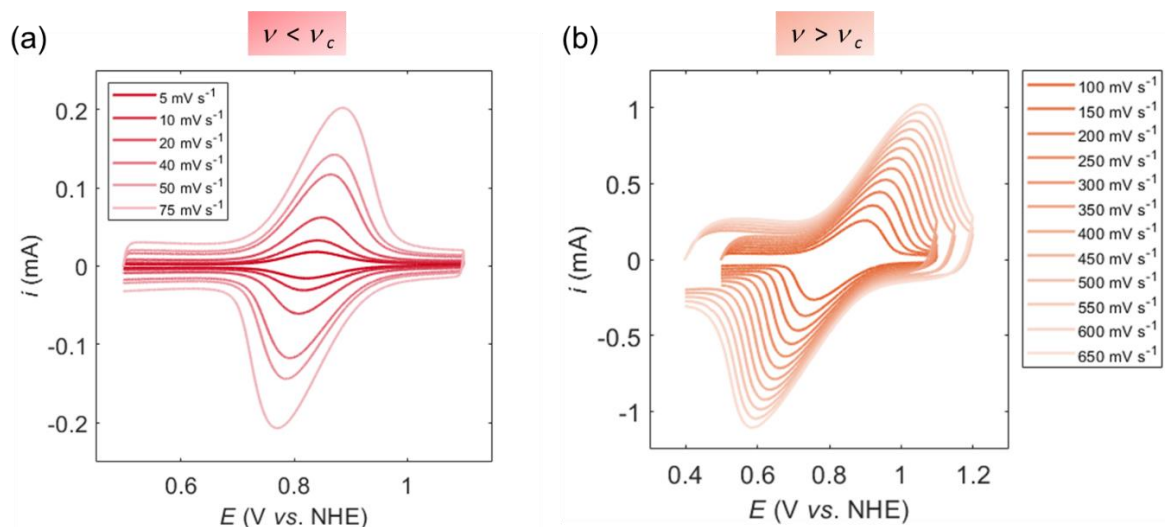 (a)
ν < νc
5 mV s-1
10 mV s-1
20 mV s-1
40 mV s-1
50 mV s-1
75 mV s-1
0.2
0.1
0
-0.1
-0.2
i (mA)
0.6
0.8
1
E (V vs. NHE)
(b)
ν > νc
1
0.5
0
-0.5
-1
i (mA)
0.4
0.6
0.8
1
1.2
E (V vs. NHE)
100 mV s-1
150 mV s-1
200 mV s-1
250 mV s-1
300 mV s-1
350 mV s-1
400 mV s-1
450 mV s-1
500 mV s-1
550 mV s-1
600 mV s-1
650 mV s-1